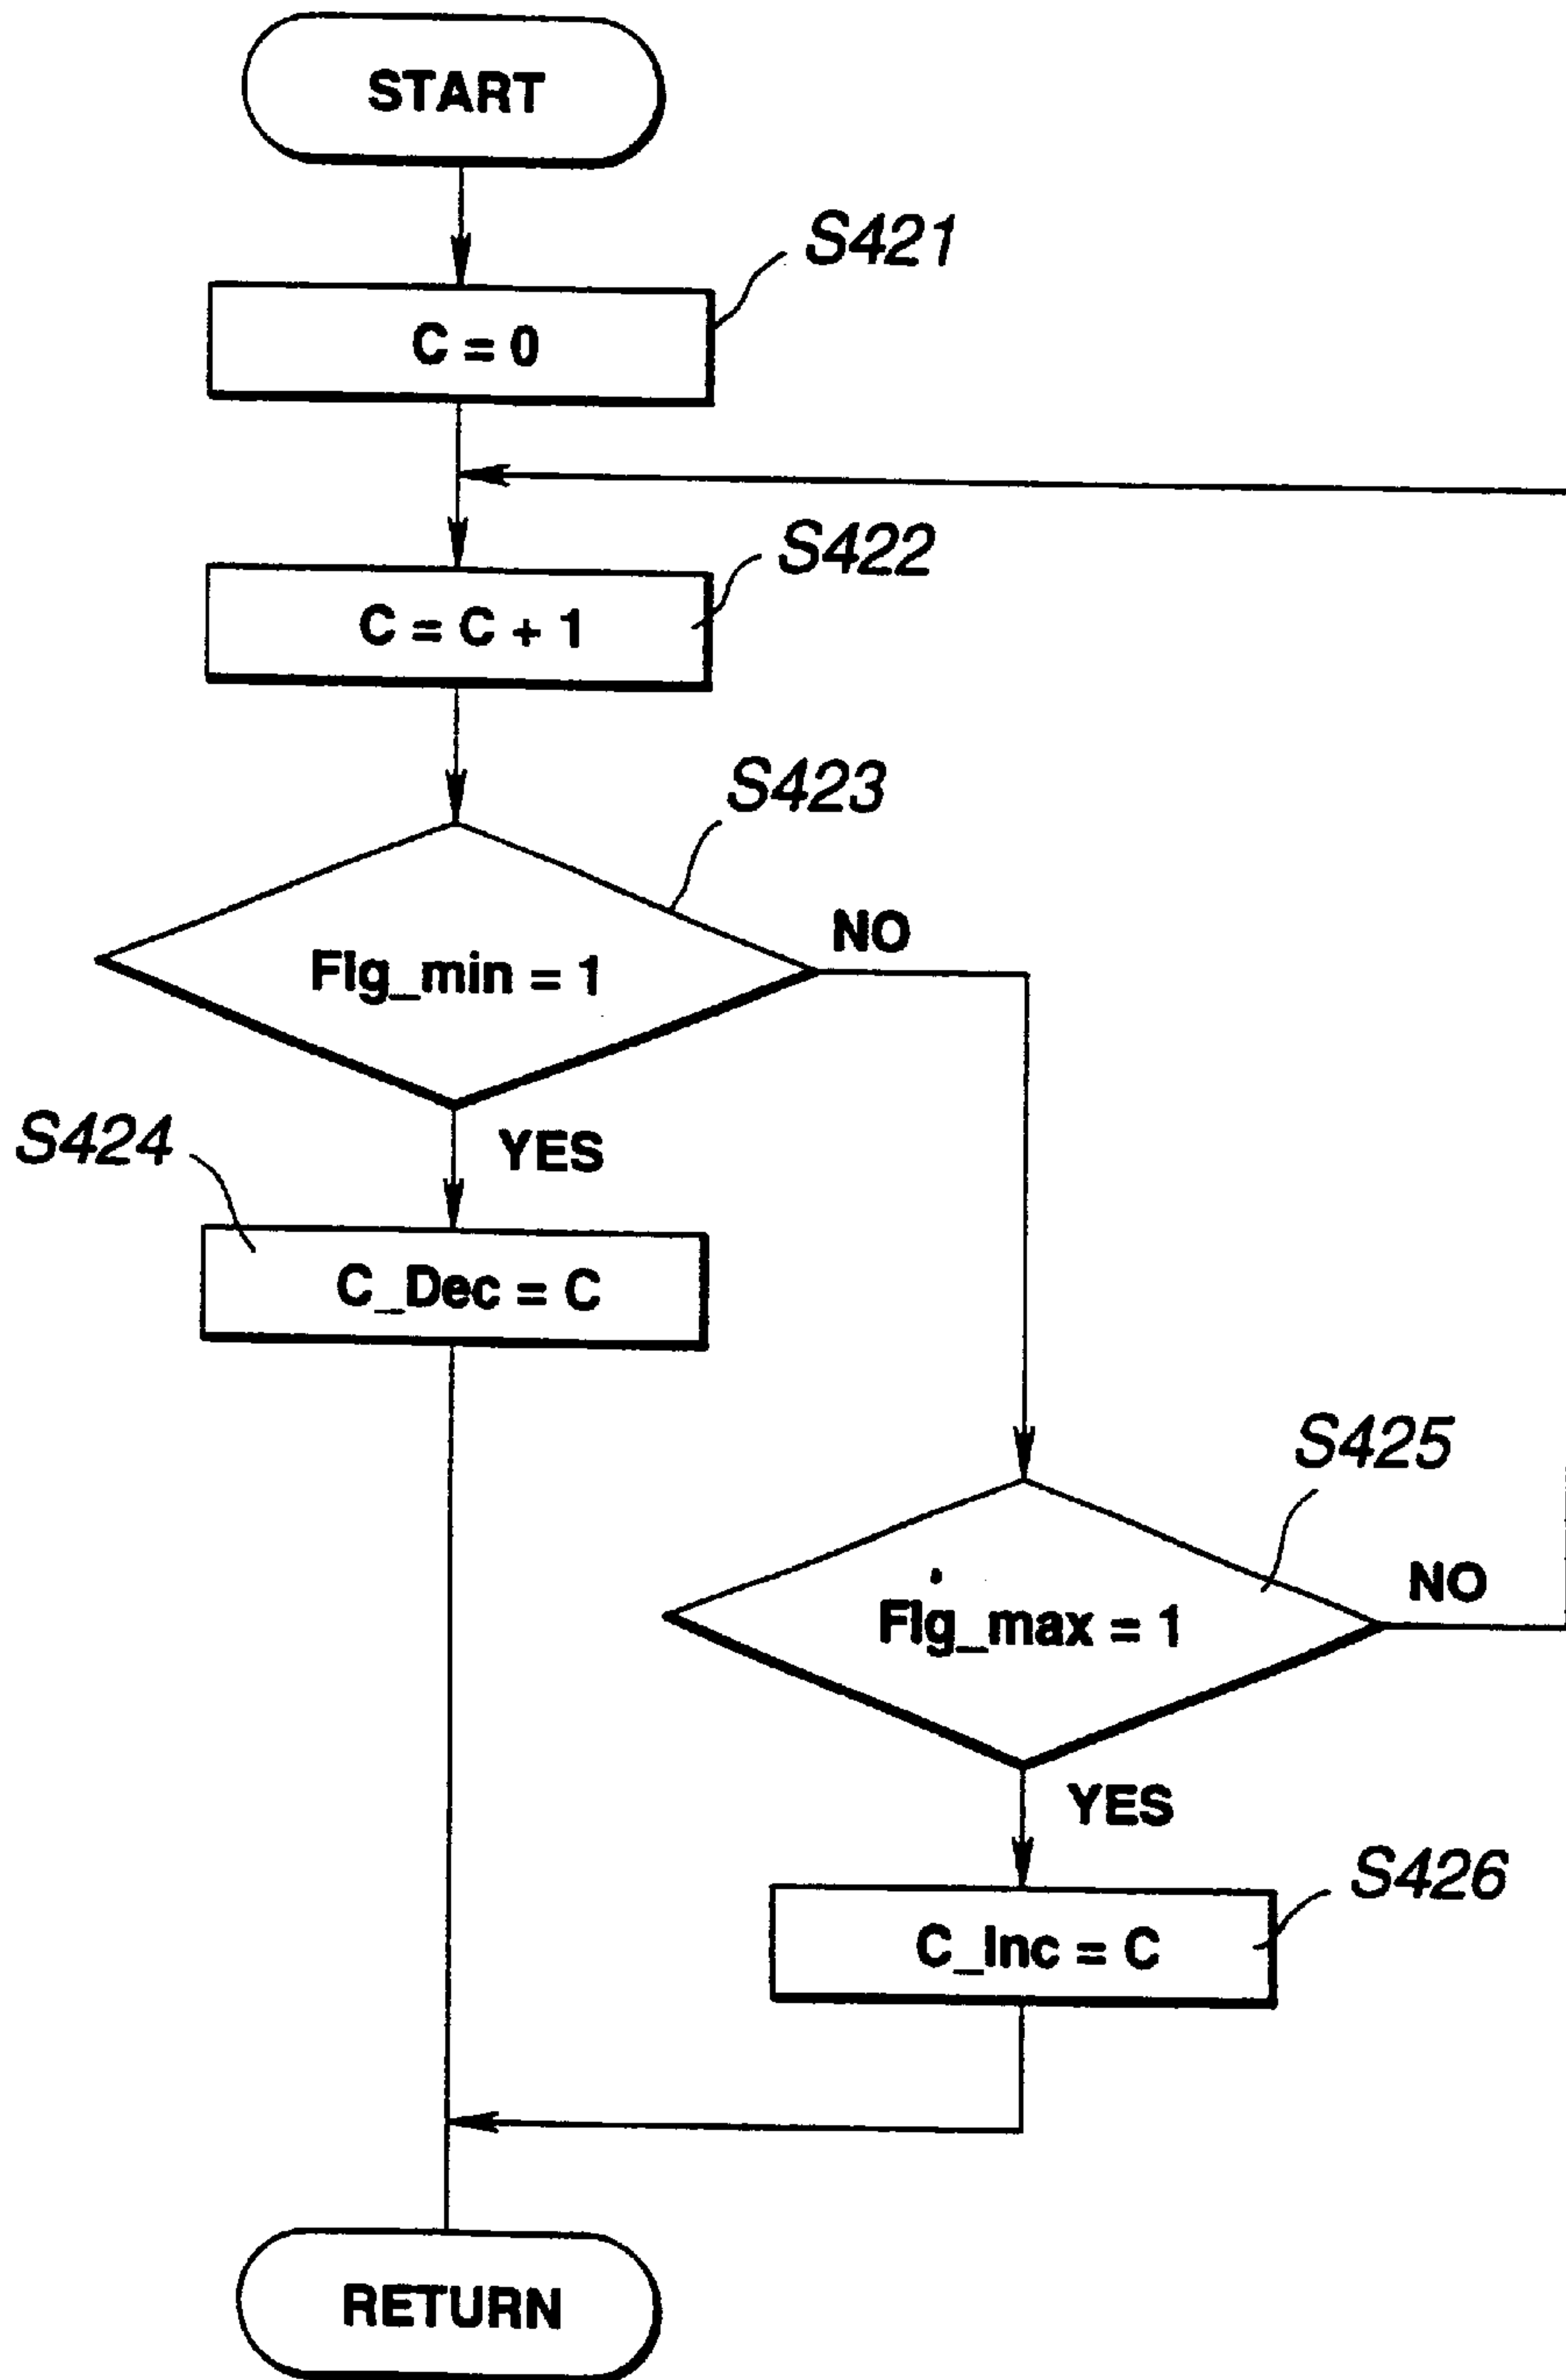 START
S421
C = 0
S422
C = C + 1
S423
Flg_min = 1
NO
YES
S424
C_Dec = C
S425
Flg_max = 1
NO
YES
S426
C_Inc = C
RETURN